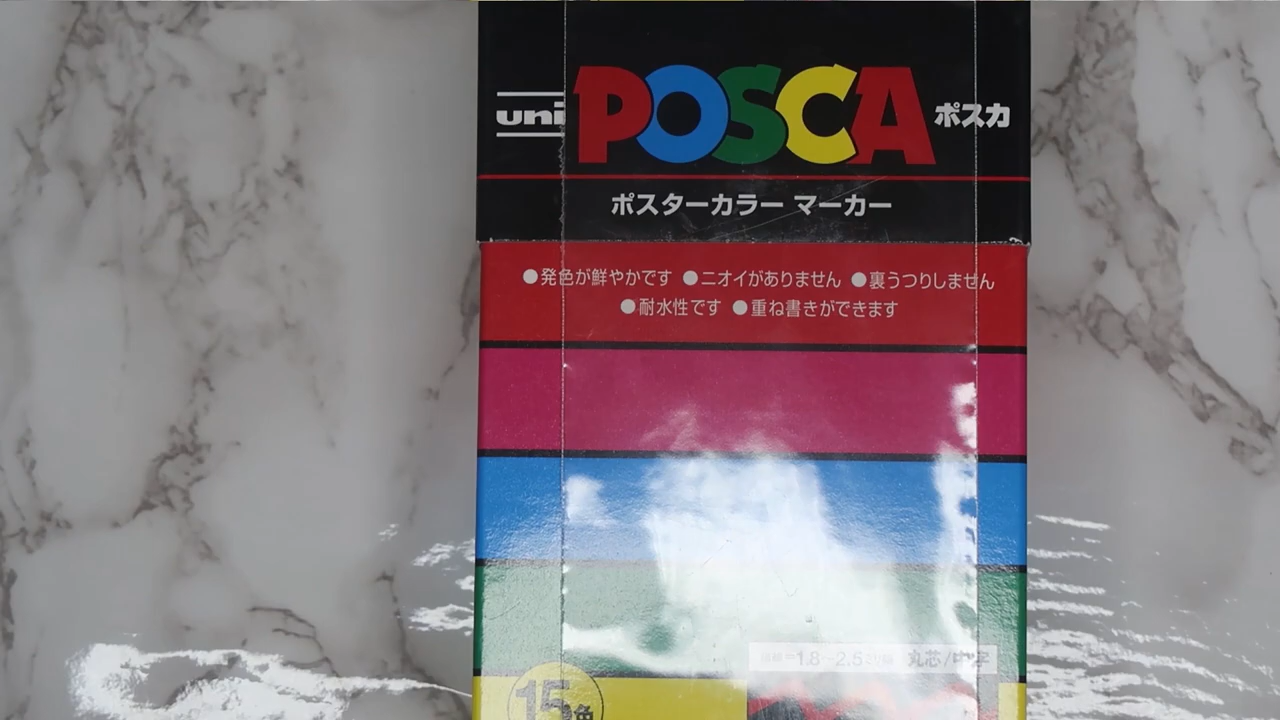 uni POSCA ポスカ
ポスターカラー マーカー
●発色が鮮やかです ●ニオイがありません ●裏うつりしません
●耐水性です ●重ね書きができます
1.8 2.5 丸芯/中字
15色